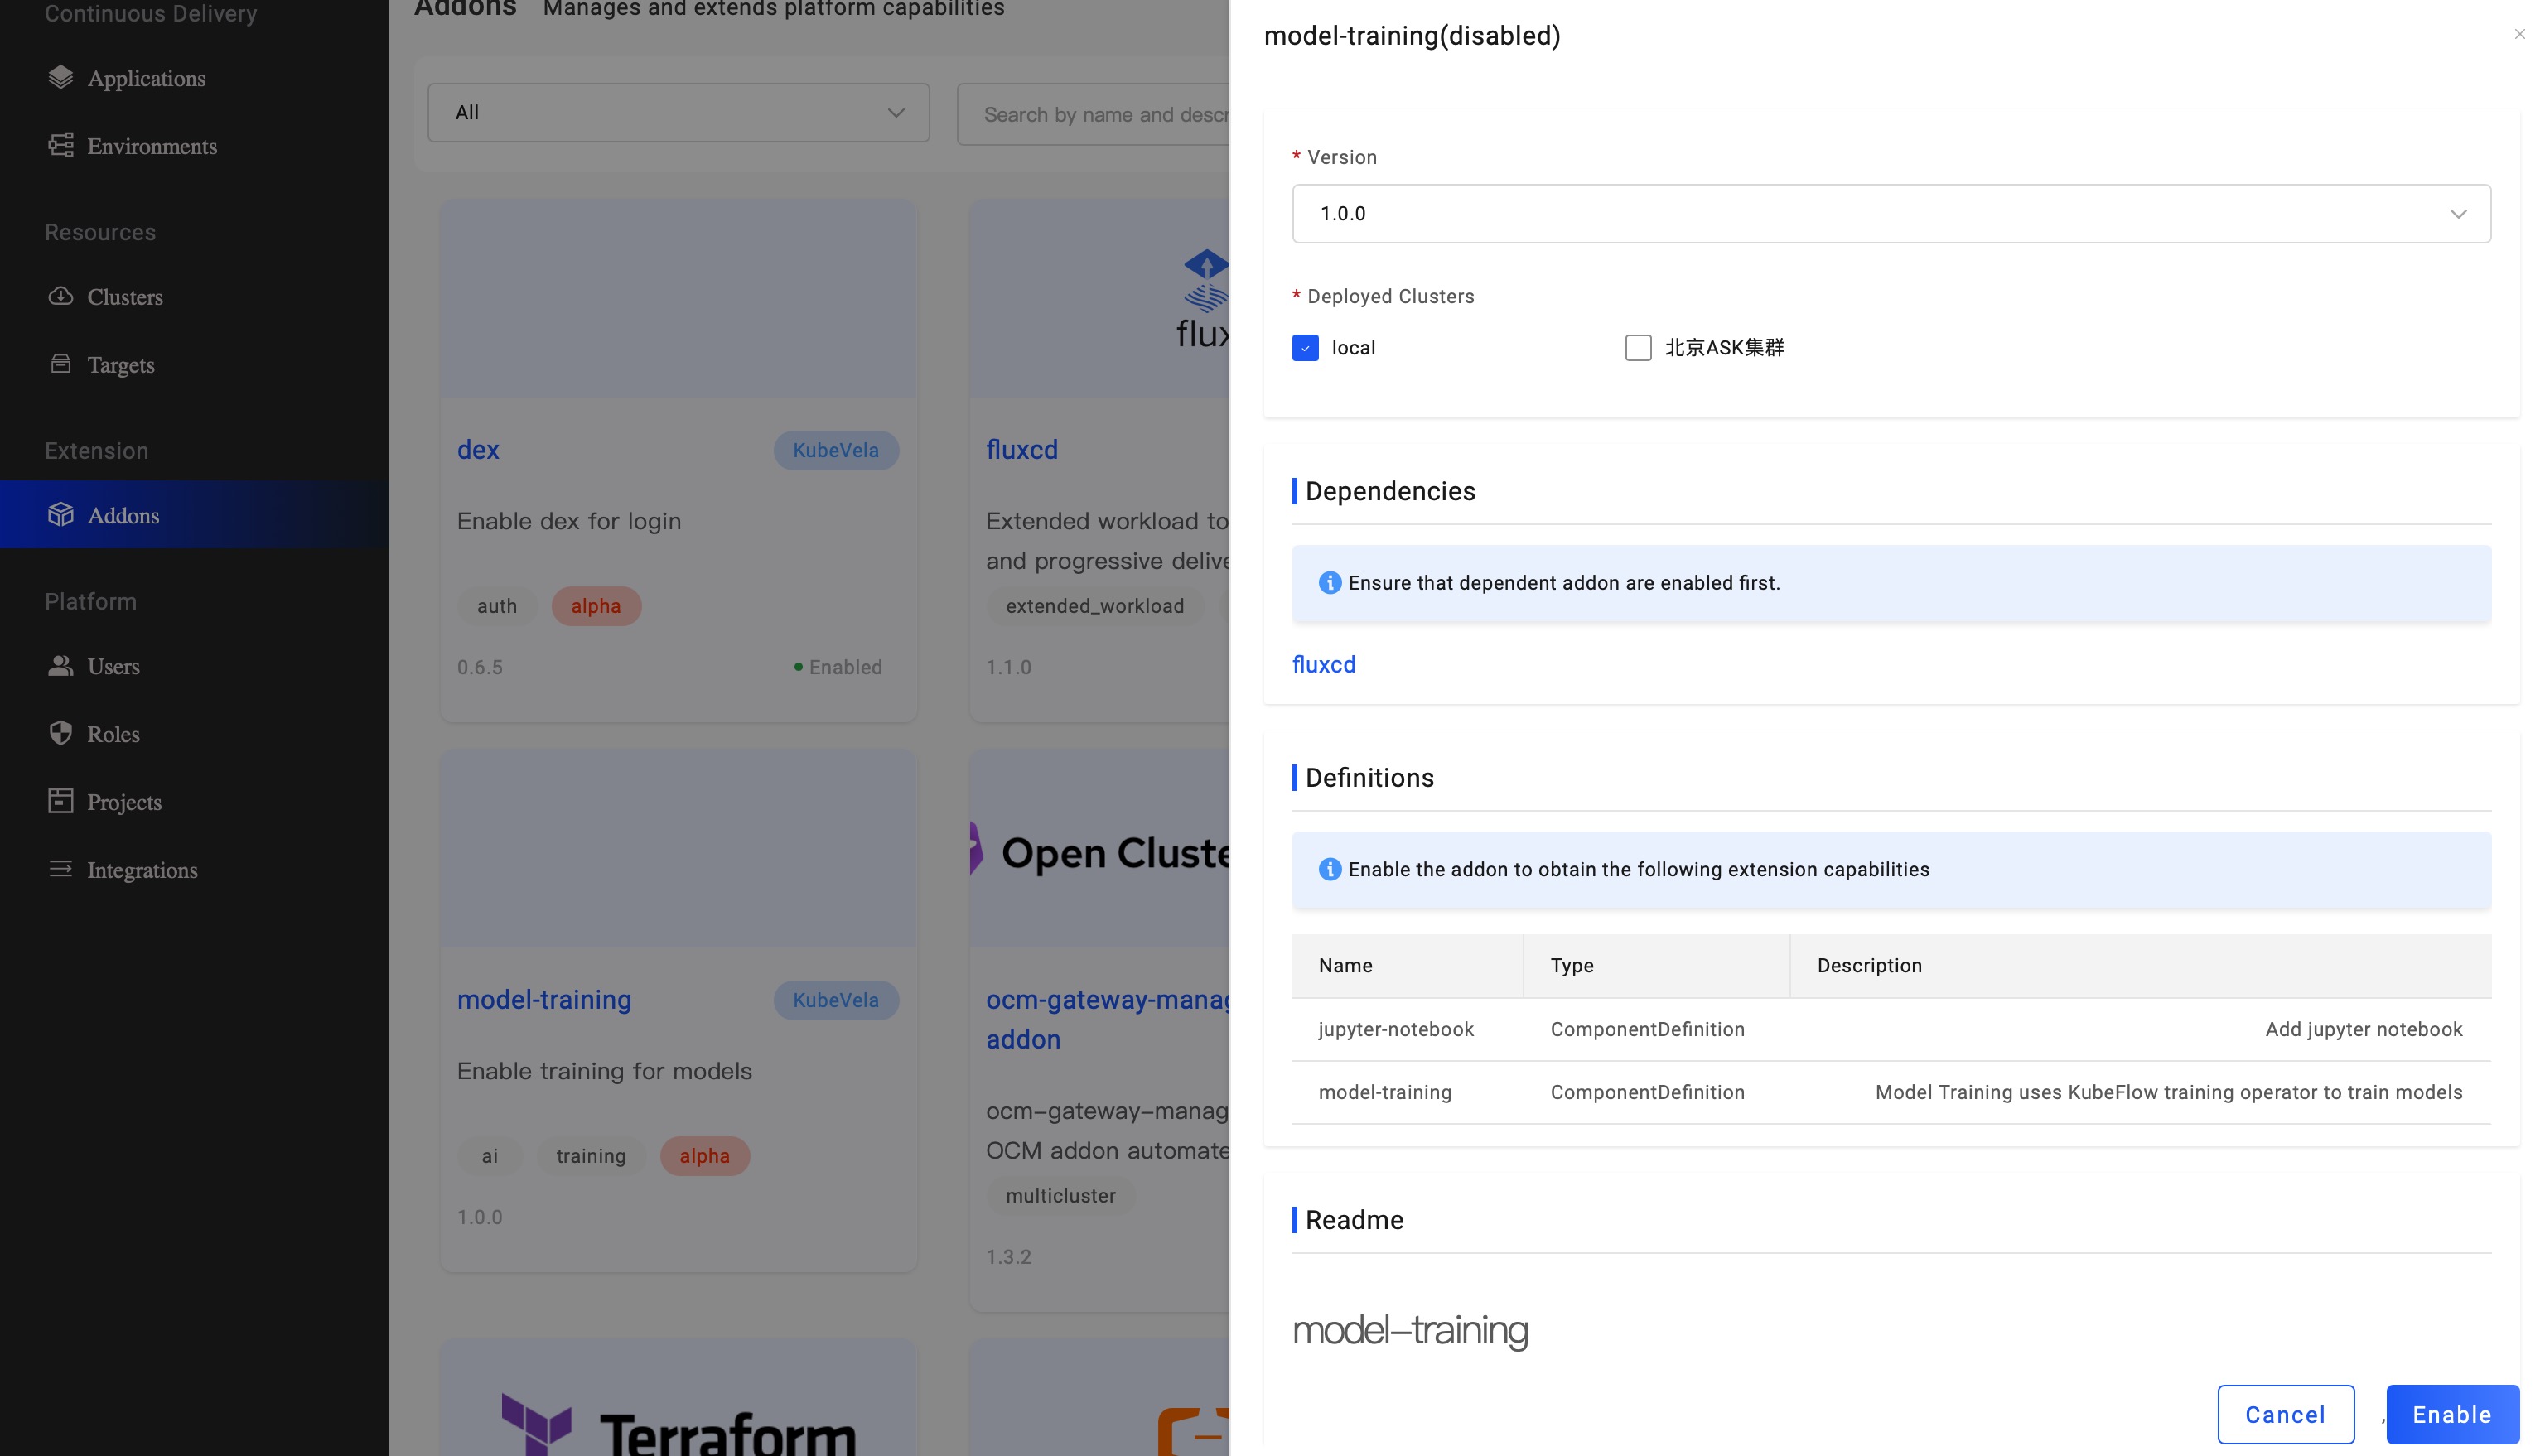 Continuous Delivery
Applications
Environments
Resources
Clusters
Targets
Extension
Addons
Platform
Users
Roles
Projects
Integrations
Addons Manages and extends platform capabilities
All
Search by name and descr
dex KubeVela
Enable dex for login
auth alpha
0.6.5 Enabled
flux
fluxcd
Extended workload to
and progressive delive
extended_workload
1.1.0
model-training KubeVela
Enable training for models
ai training alpha
1.0.0
Open Cluste
ocm-gateway-manag
addon
ocm-gateway-manag
OCM addon automate
multicluster
1.3.2
Terraform
model-training(disabled)
* Version
1.0.0
* Deployed Clusters
local 北京ASK集群
Dependencies
Ensure that dependent addon are enabled first.
fluxcd
Definitions
Enable the addon to obtain the following extension capabilities
Name Type Description
jupyter-notebook ComponentDefinition Add jupyter notebook
model-training ComponentDefinition Model Training uses KubeFlow training operator to train models
Readme
model-training
Cancel , Enable